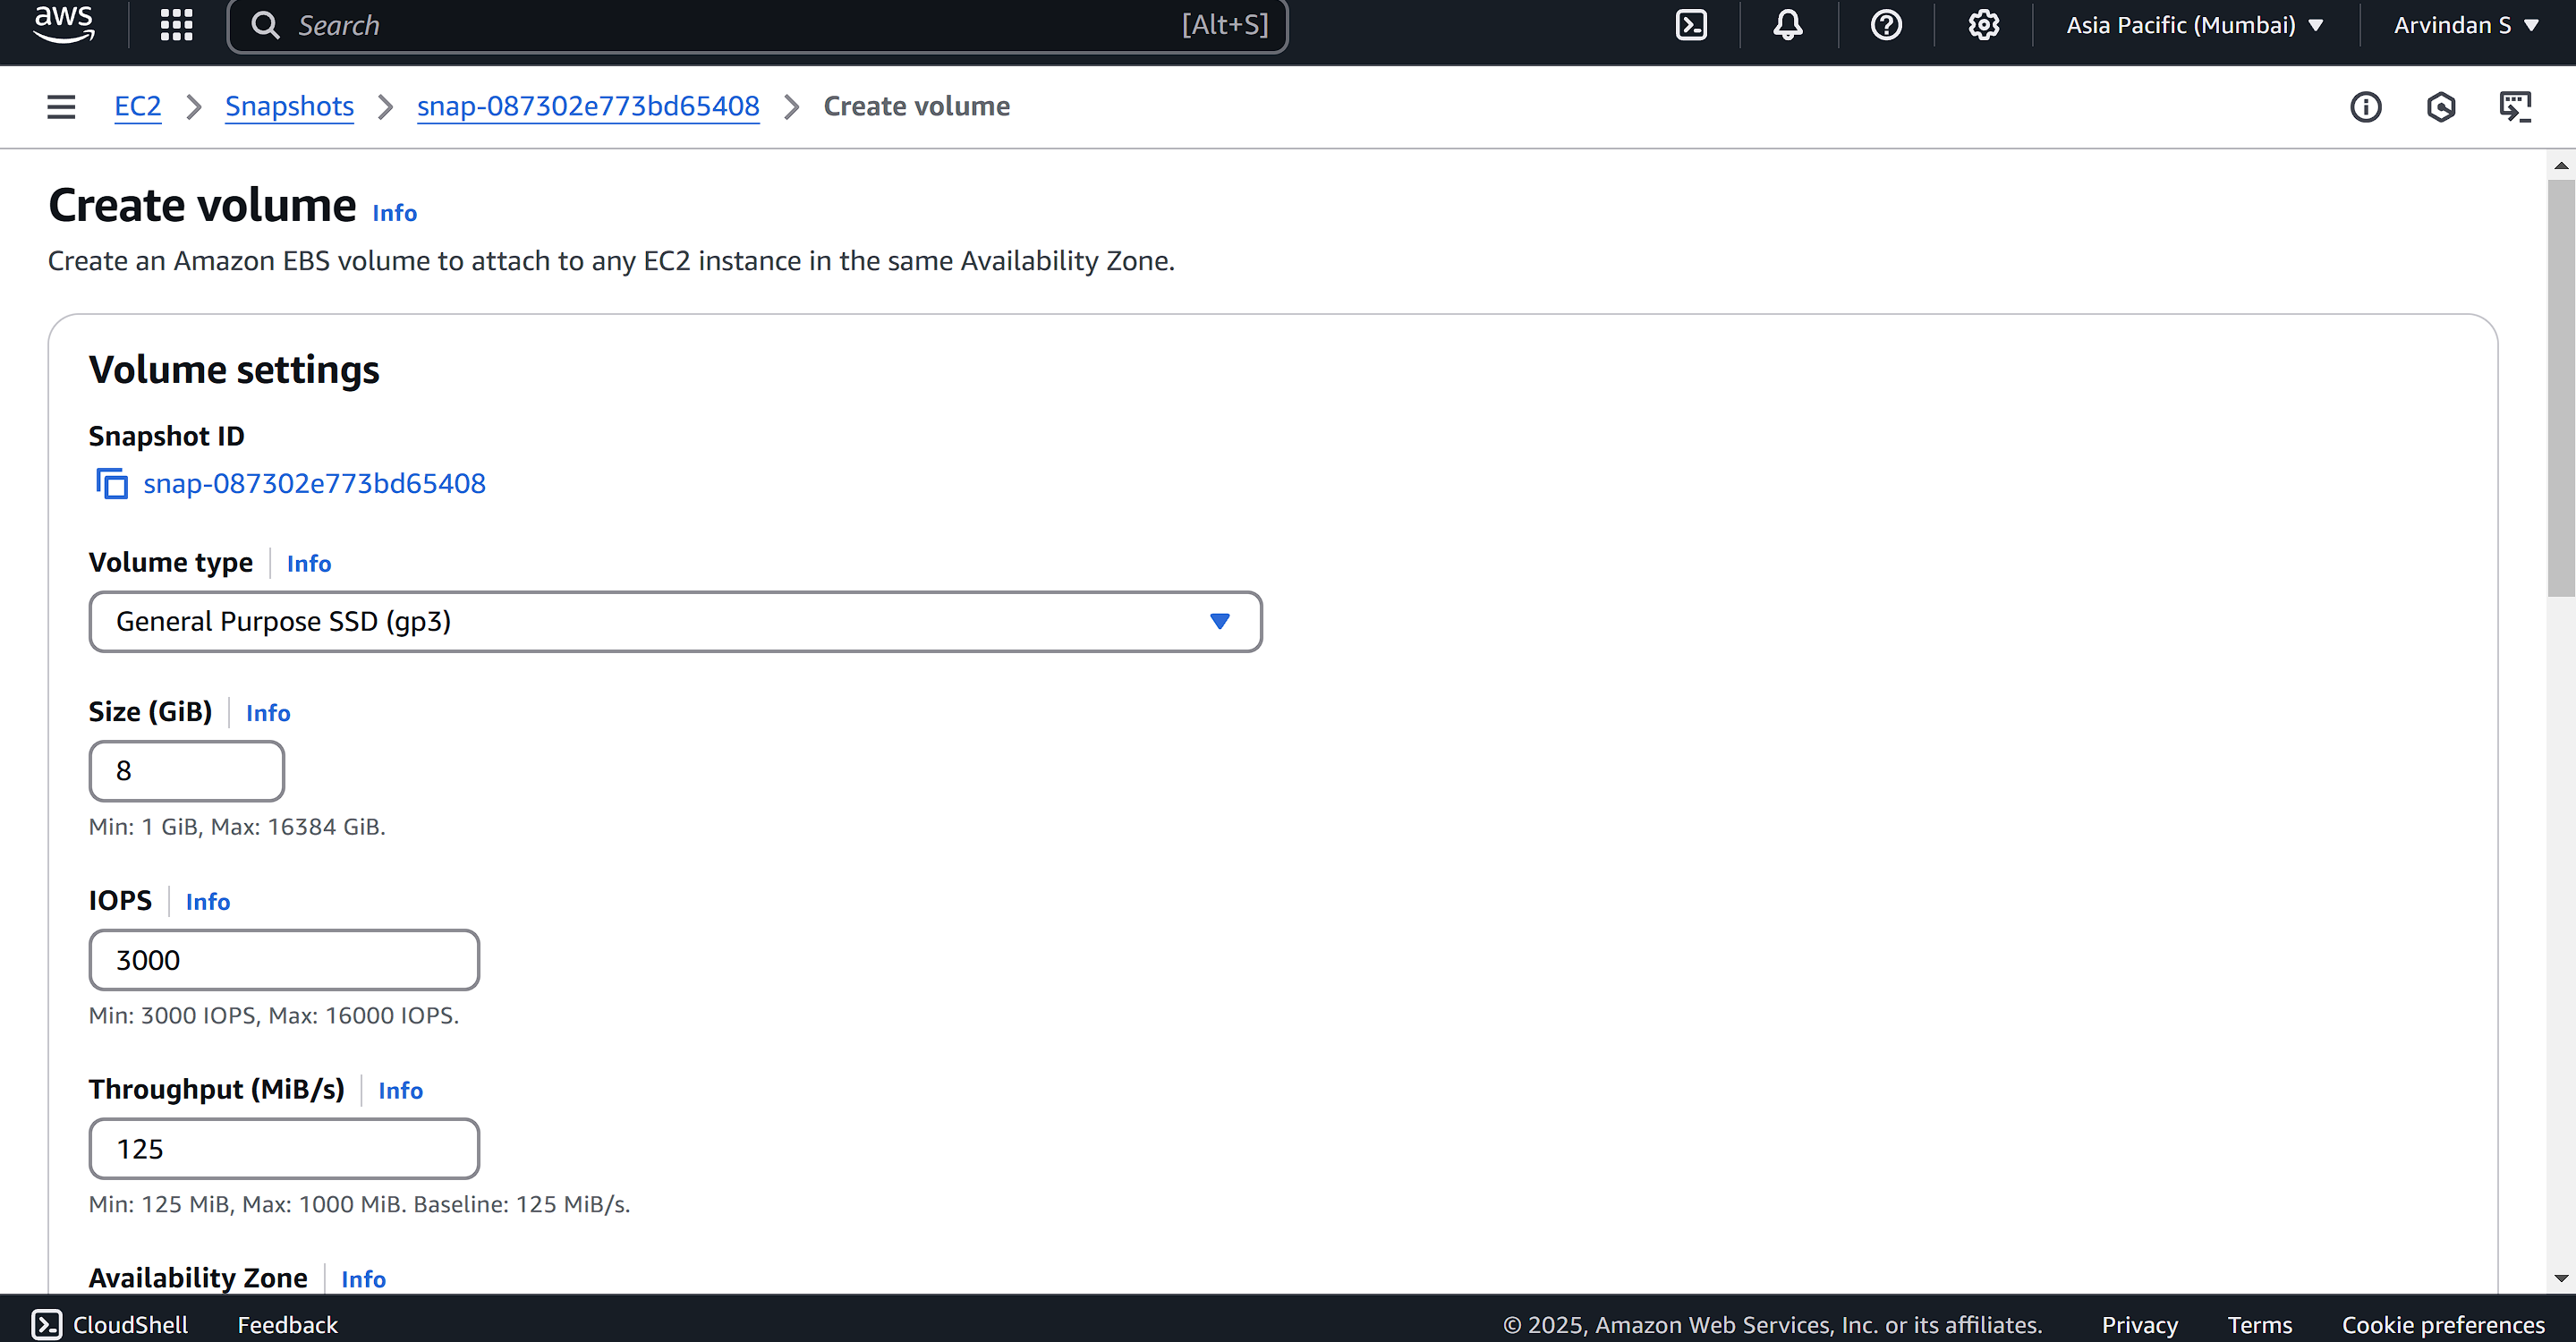 aws
Search [Alt+S]
Asia Pacific (Mumbai)
Arvindan S
EC2 Snapshots snap-087302e773bd65408 Create volume
Create volume Info
Create an Amazon EBS volume to attach to any EC2 instance in the same Availability Zone.
Volume settings
Snapshot ID
snap-087302e773bd65408
Volume type Info
General Purpose SSD (gp3)
Size (GiB) Info
8
Min: 1 GiB, Max: 16384 GiB.
IOPS Info
3000
Min: 3000 IOPS, Max: 16000 IOPS.
Throughput (MiB/s) Info
125
Min: 125 MiB, Max: 1000 MiB. Baseline: 125 MiB/s.
Availability Zone Info
CloudShell Feedback © 2025, Amazon Web Services, Inc. or its affiliates. Privacy Terms Cookie preferences